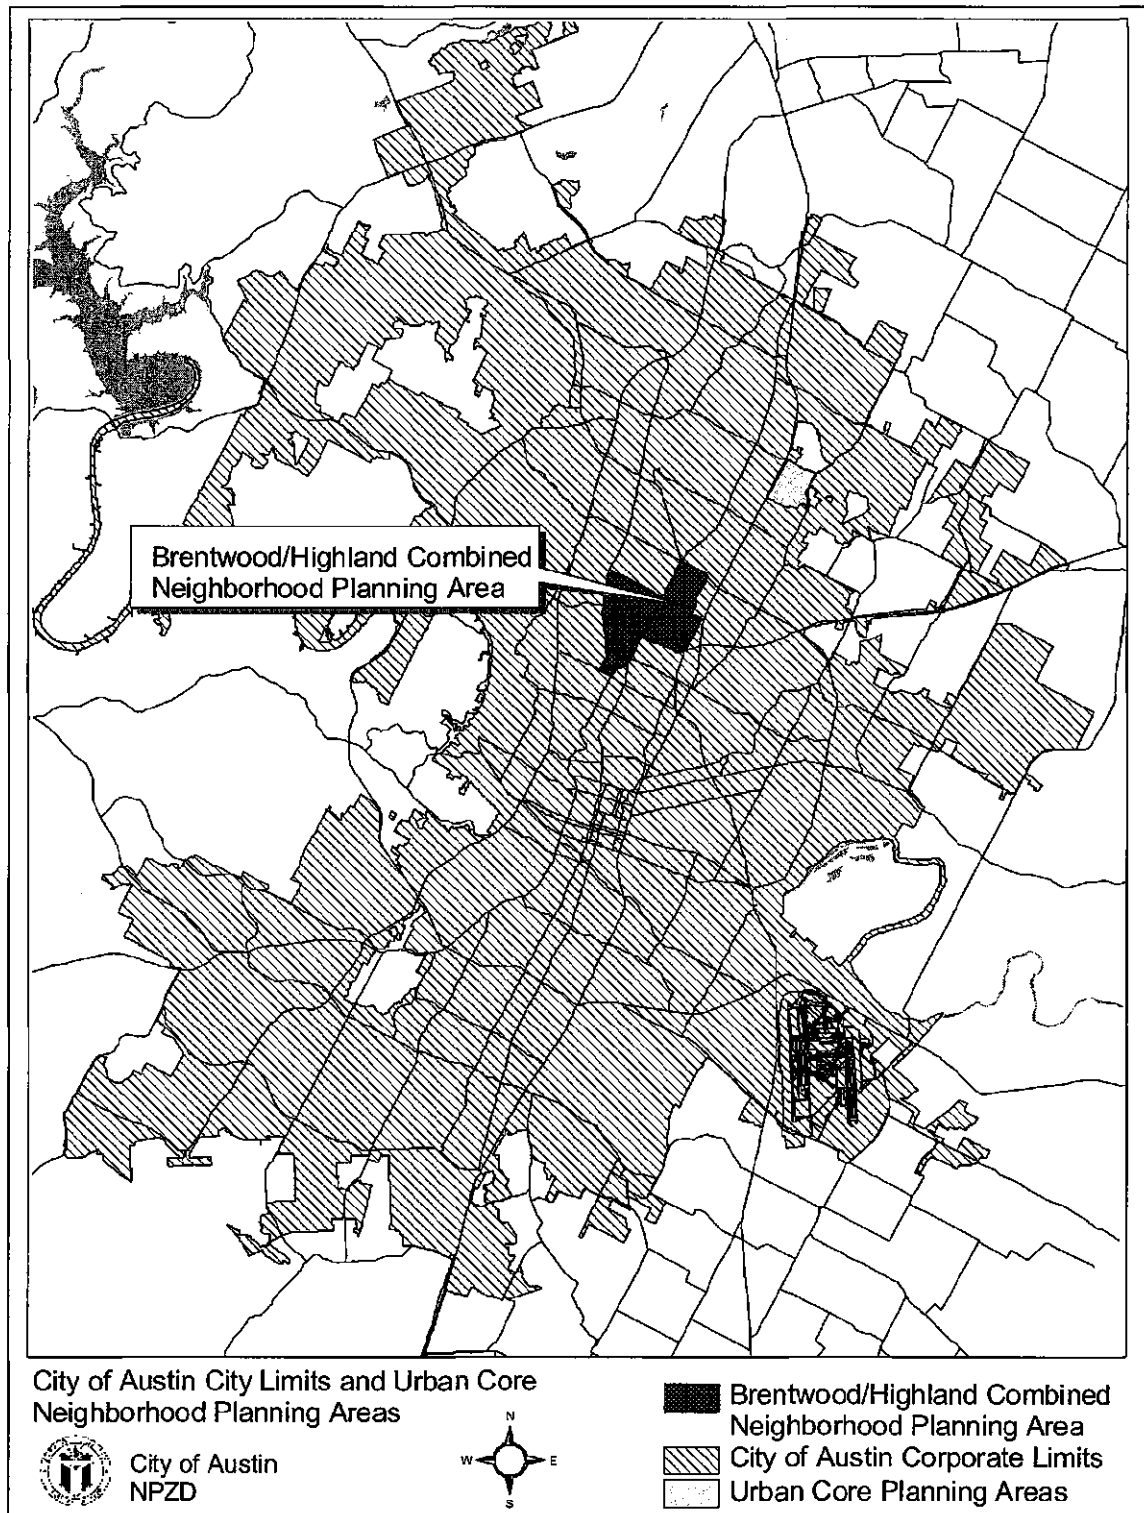 Brentwood/Highland Combined
Neighborhood Planning Area
City of Austin City Limits and Urban Core
Neighborhood Planning Areas
City of Austin
NPZD
N
W
E
S
Brentwood/Highland Combined
Neighborhood Planning Area
City of Austin Corporate Limits
Urban Core Planning Areas